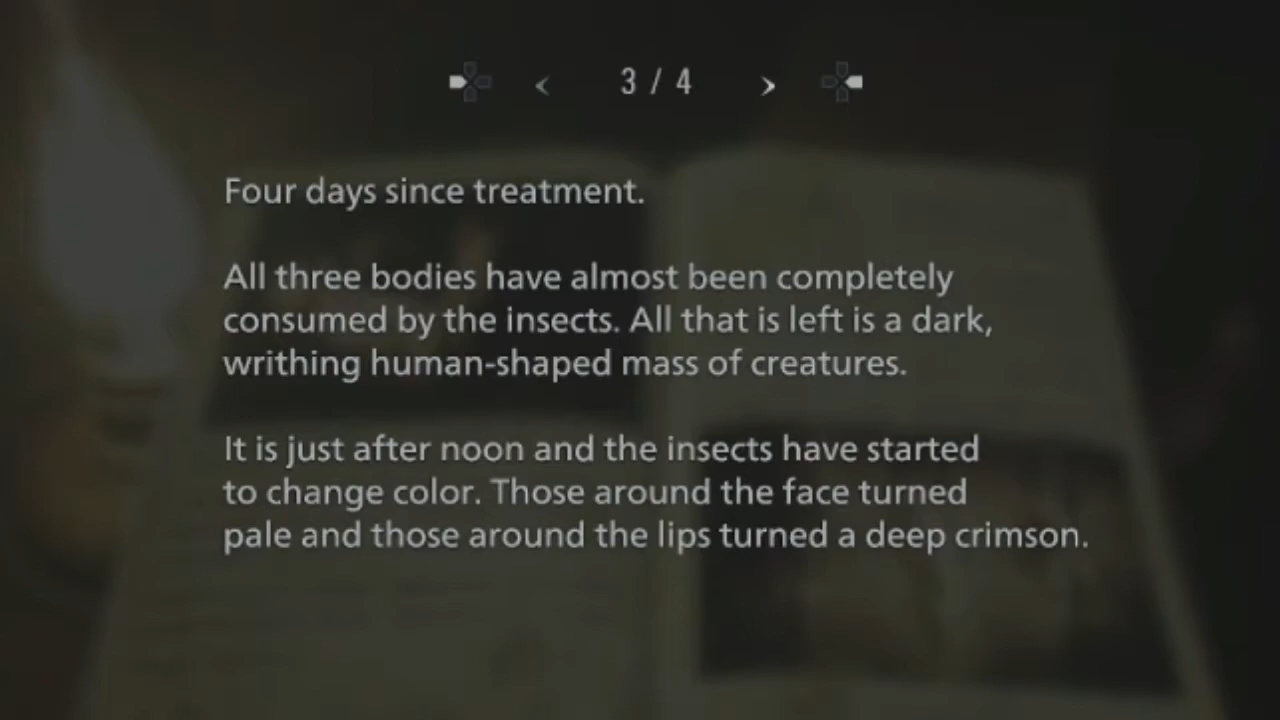 3 / 4
Four days since treatment.
All three bodies have almost been completely
consumed by the insects. All that is left is a dark,
writhing human-shaped mass of creatures.
It is just after noon and the insects have started
to change color. Those around the face turned
pale and those around the lips turned a deep crimson.